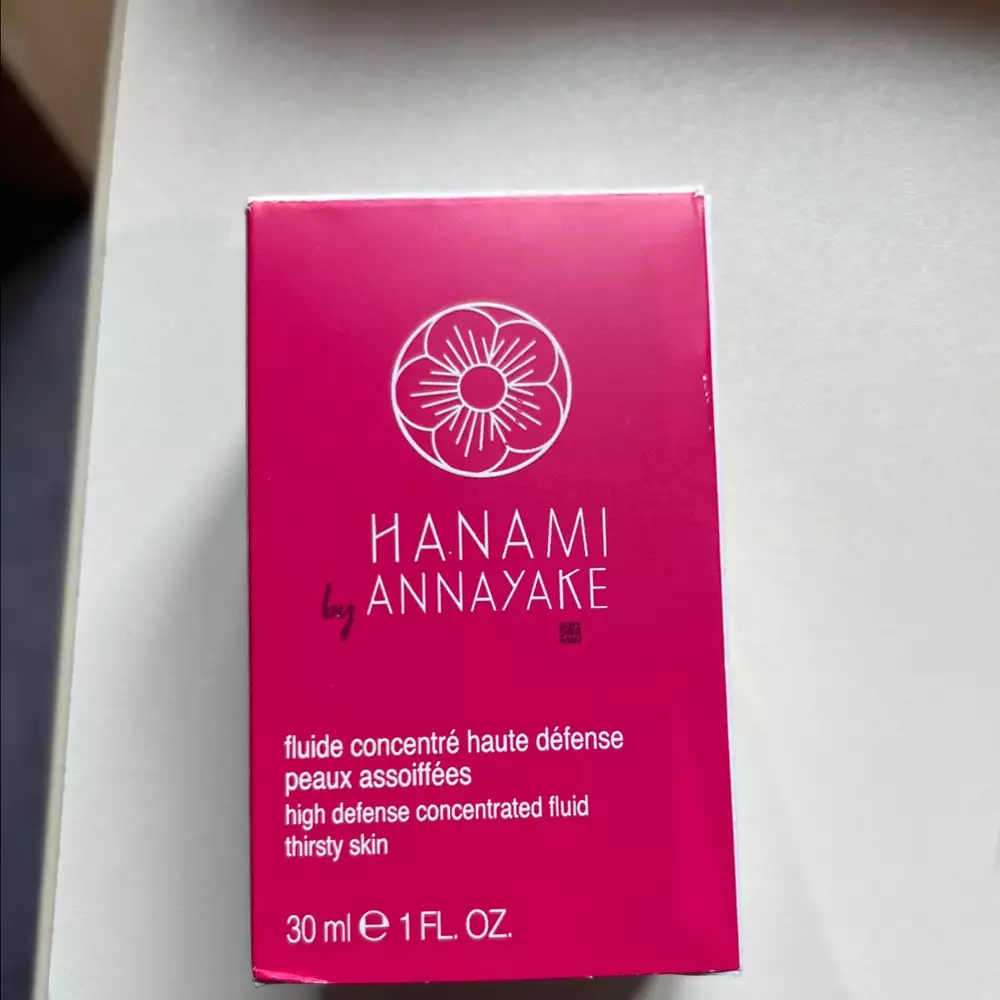 HANAMI
by ANNAYAKE
fluide concentré haute défense
peaux assoiffées
high defense concentrated fluid
thirsty skin
30 ml ℮ 1 FL. OZ.